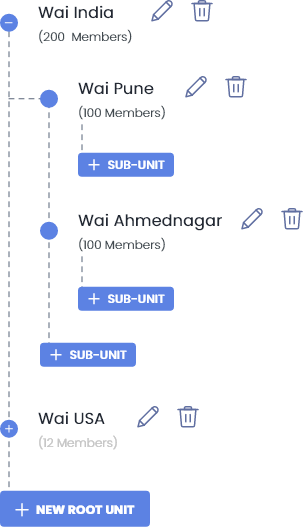 Wai India
(200 Members)
Wai Pune
(100 Members)
+ SUB-UNIT
Wai Ahmednagar
(100 Members)
+ SUB-UNIT
+ SUB-UNIT
Wai USA
(12 Members)
+ NEW ROOT UNIT